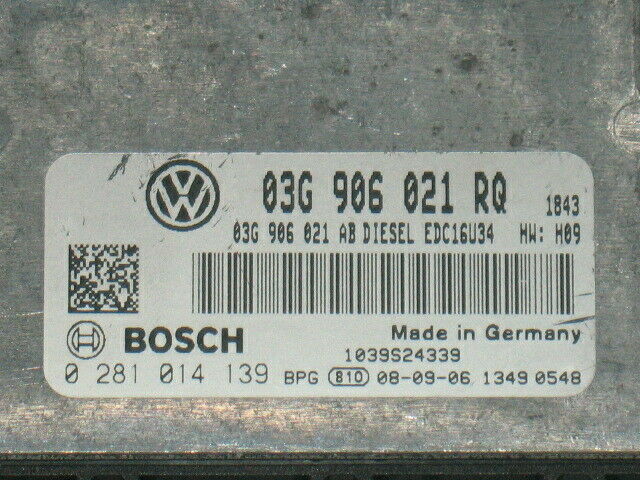 03G 906 021 RQ 1843
03G 906 021 AB DIESEL EDC16U34 HW: H09
BOSCH Made in Germany
1039S24339
0 281 014 139 BPG 810 08-09-06 1349 0548